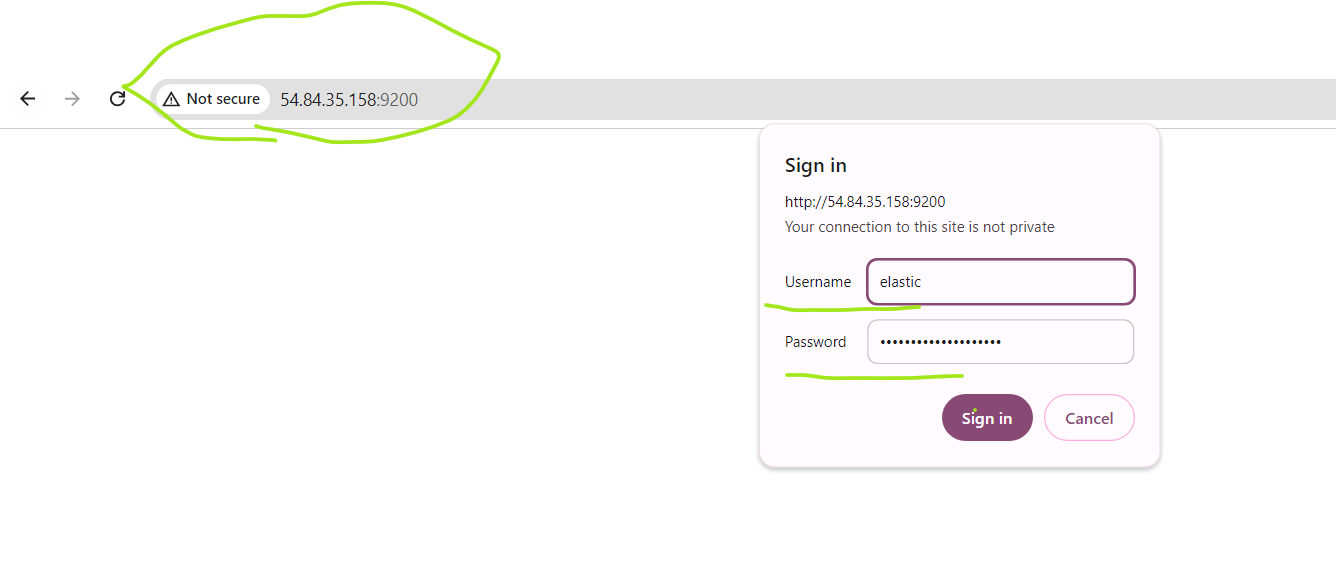 Not secure 54.84.35.158:9200
Sign in
http://54.84.35.158:9200
Your connection to this site is not private
Username elastic
Password ••••••••••••••••••••
Sign in Cancel